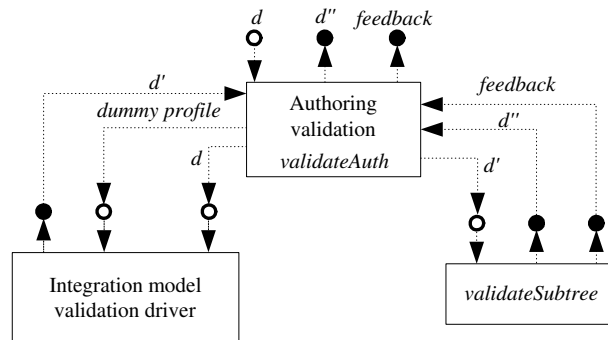 d
d''
feedback
d'
dummy profile
d
Authoring
validation
validateAuth
feedback
d''
d'
Integration model
validation driver
validateSubtree